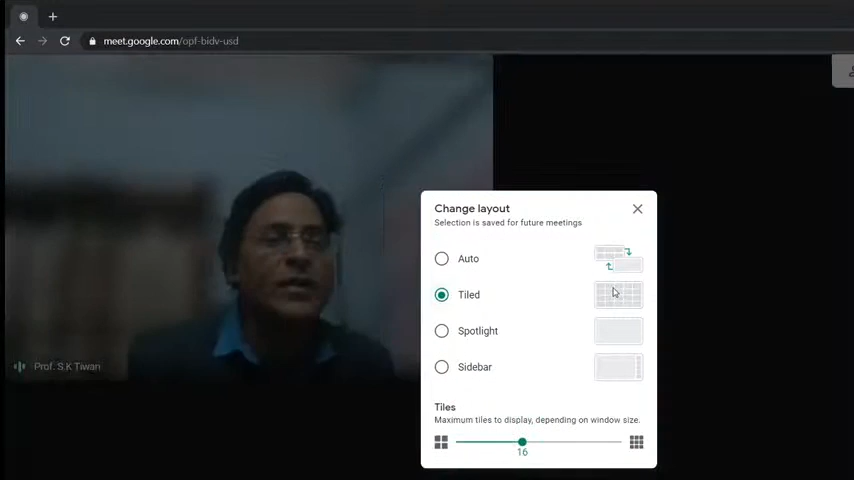 meet.google.com/opf-bidv-usd
Change layout
Selection is saved for future meetings
Auto
Tiled
Spotlight
Sidebar
Prof. S.K Tiwan
Tiles
Maximum tiles to display, depending on window size.
16